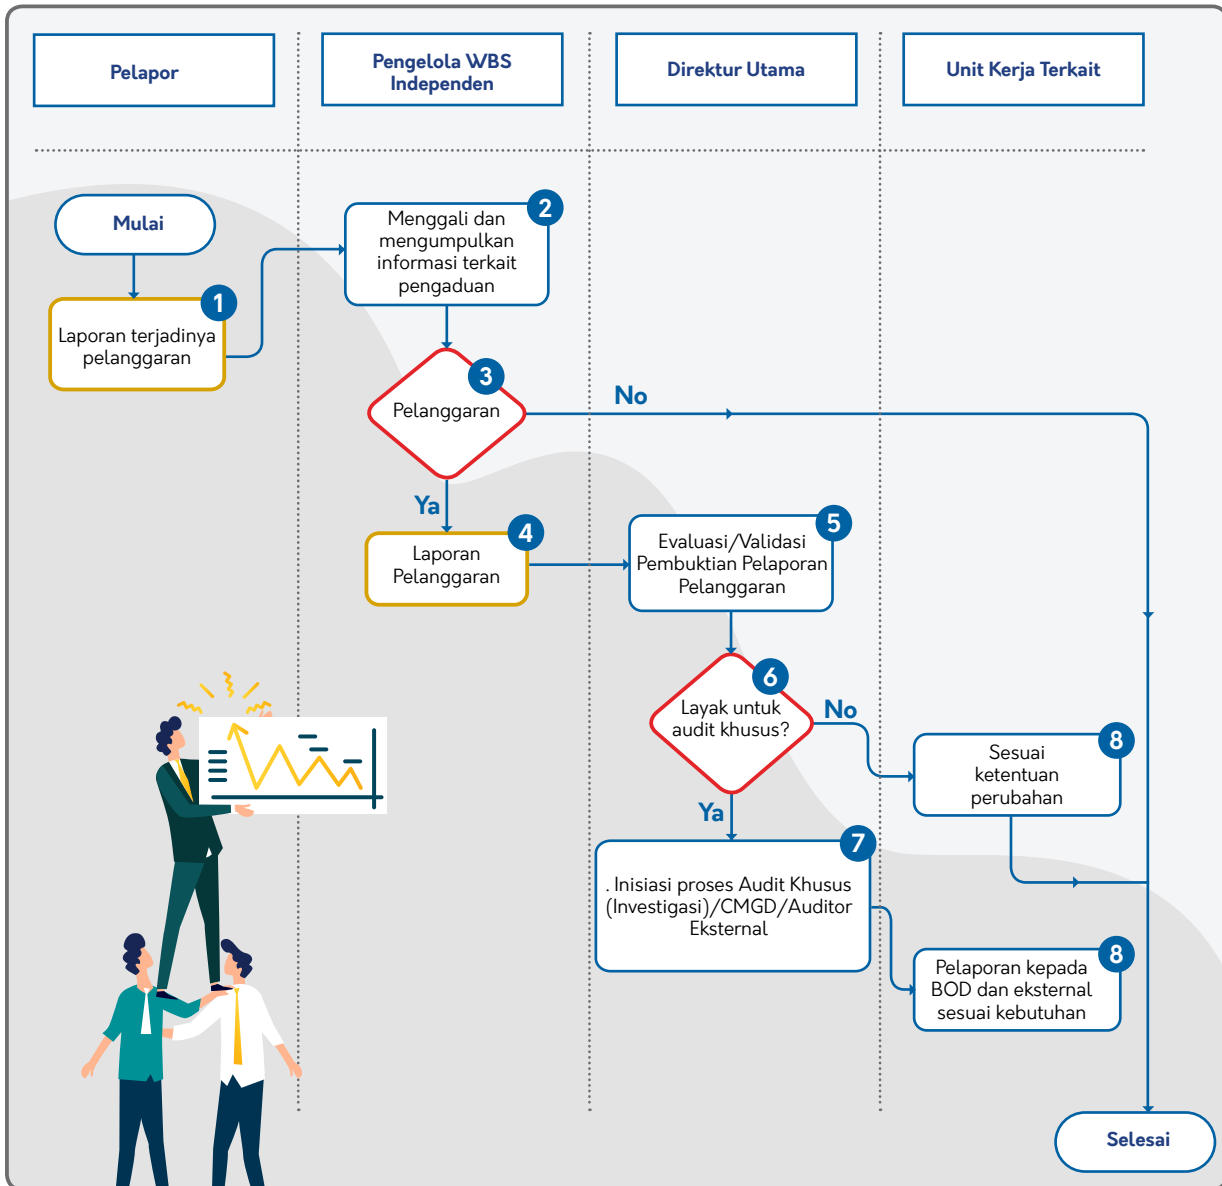 Pelapor
Pengelola WBS
Independen
Direktur Utama
Unit Kerja Terkait
Mulai
1
Laporan terjadinya
pelanggaran
2
Menggali dan
mengumpulkan
informasi terkait
pengaduan
3
Pelanggaran
No
Ya
4
Laporan
Pelanggaran
5
Evaluasi/Validasi
Pembuktian Pelaporan
Pelanggaran
6
Layak untuk
audit khusus?
No
Ya
8
Sesuai
ketentuan
perubahan
7
. Inisiasi proses Audit Khusus
(Investigasi)/CMGD/Auditor
Eksternal
8
Pelaporan kepada
BOD dan eksternal
sesuai kebutuhan
Selesai